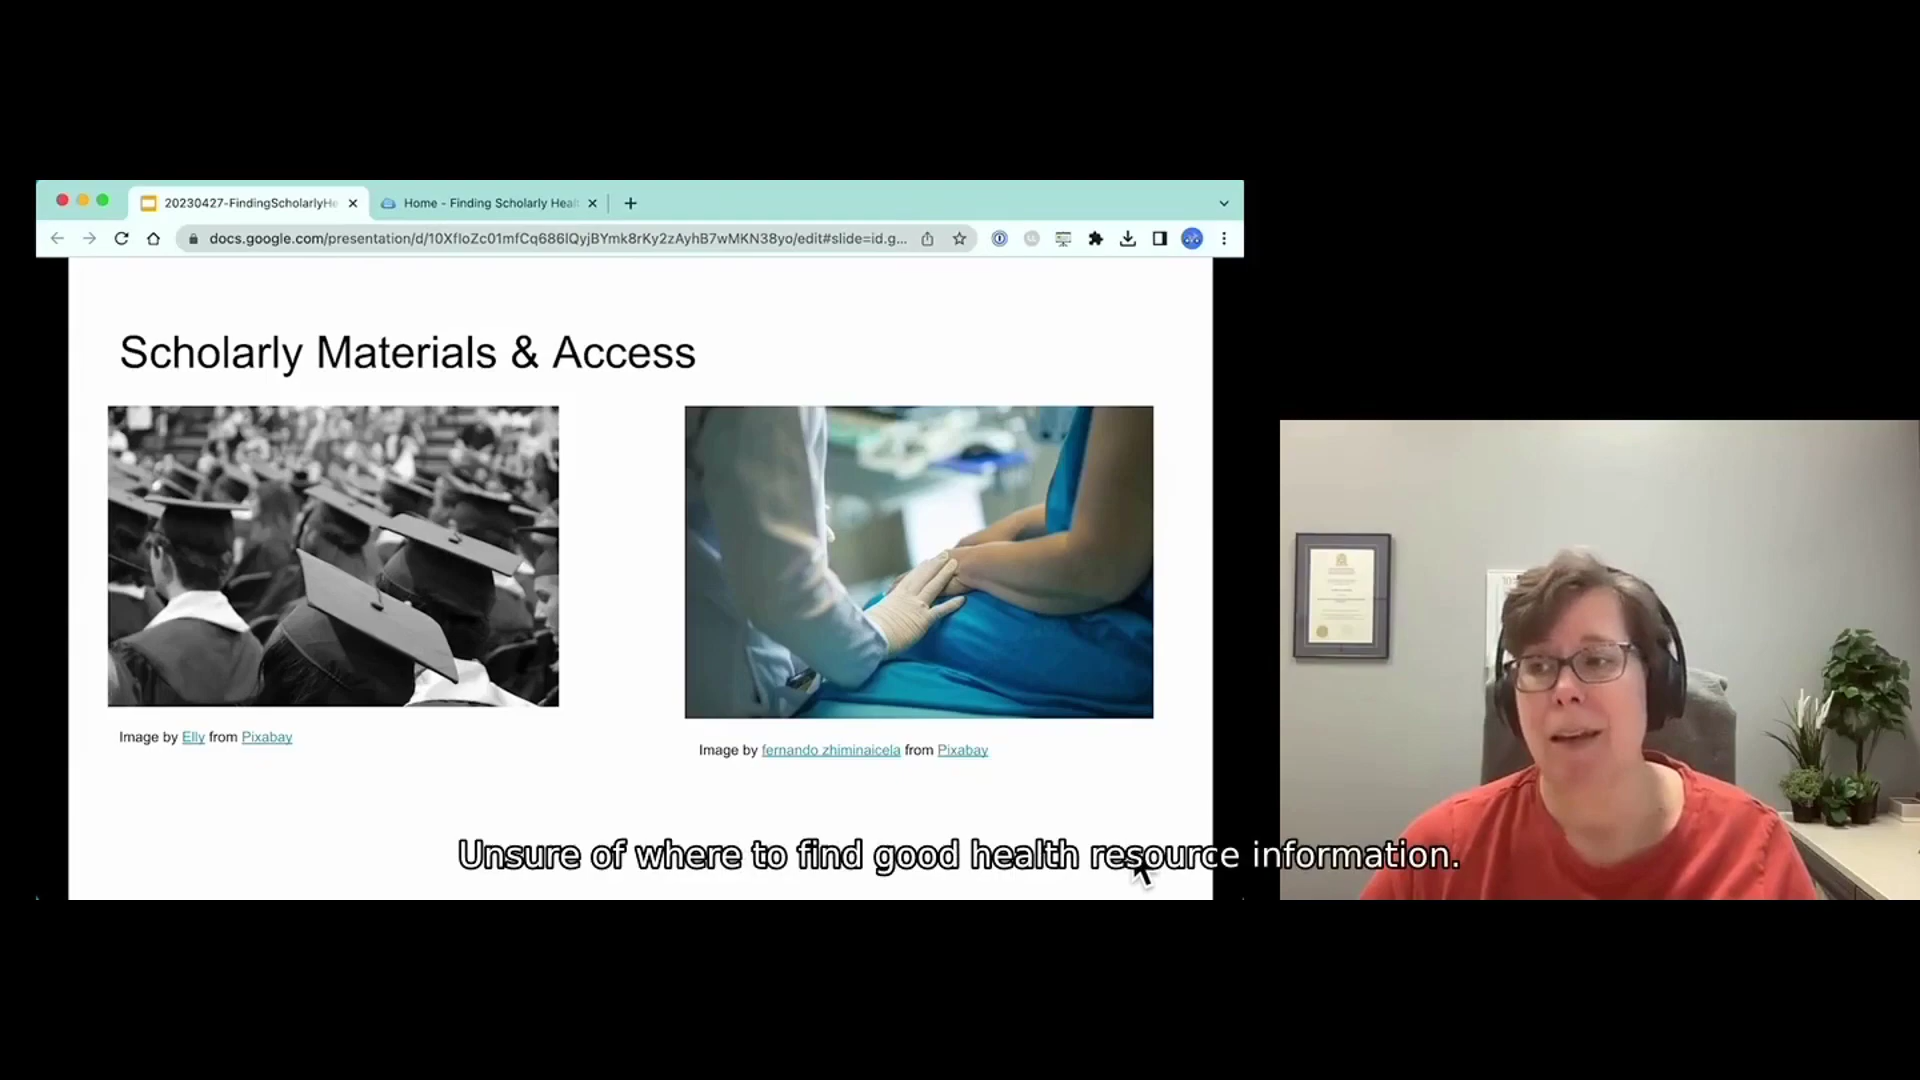 20230427-FindingScholarlyHe
Home - Finding Scholarly Heal
docs.google.com/presentation/d/10XfIoZc01mfCq686lQyjBYmk8rKy2zAyhB7wMKN38yo/edit#slide=id.g...
Scholarly Materials & Access
Image by Elly from Pixabay
Image by fernando zhiminaicela from Pixabay
Unsure of where to find good health resource information.